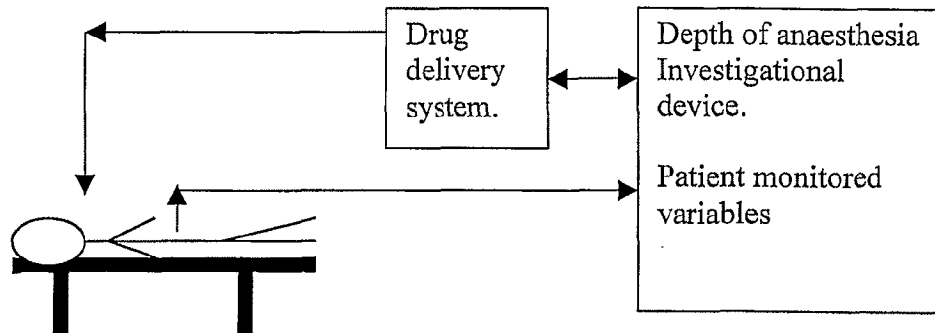 Drug
delivery
system.
Depth of anaesthesia
Investigational
device.
Patient monitored
variables